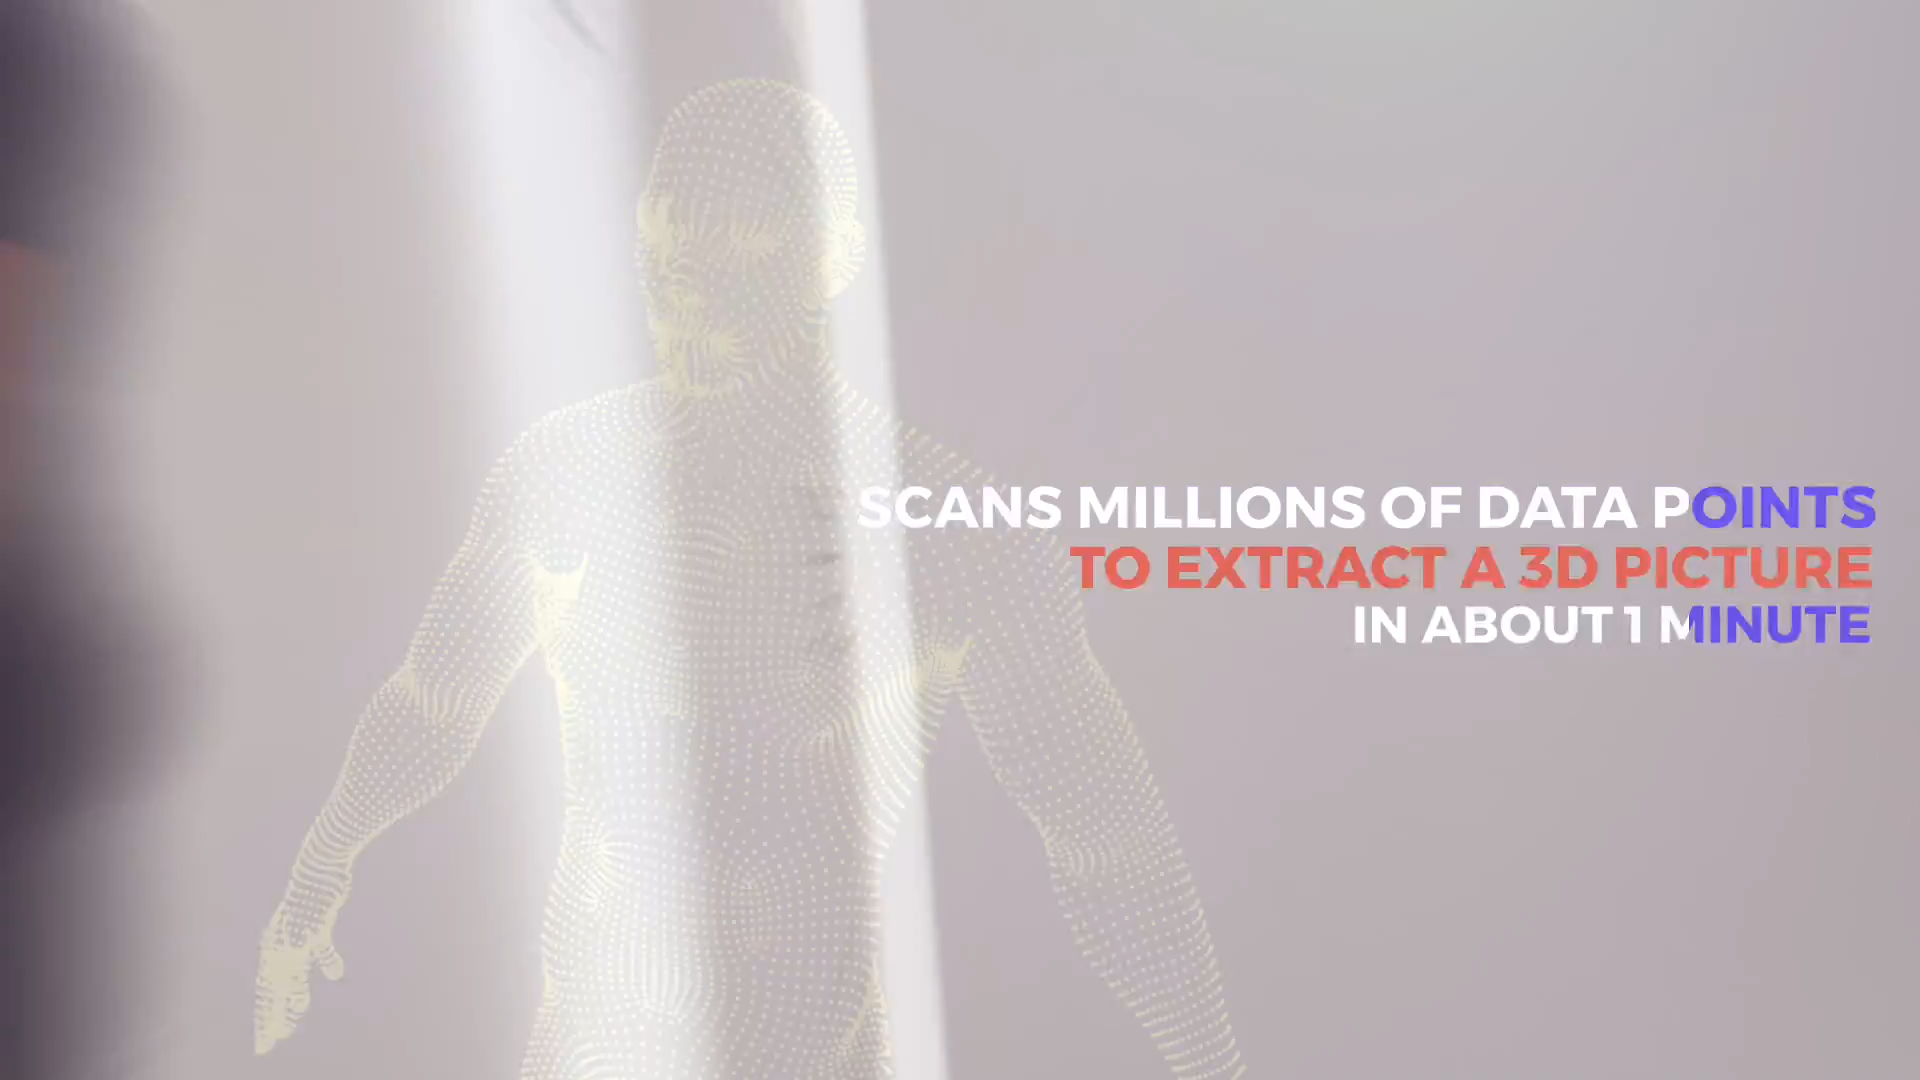 SCANS MILLIONS OF DATA POINTS
TO EXTRACT A 3D PICTURE
IN ABOUT 1 MINUTE